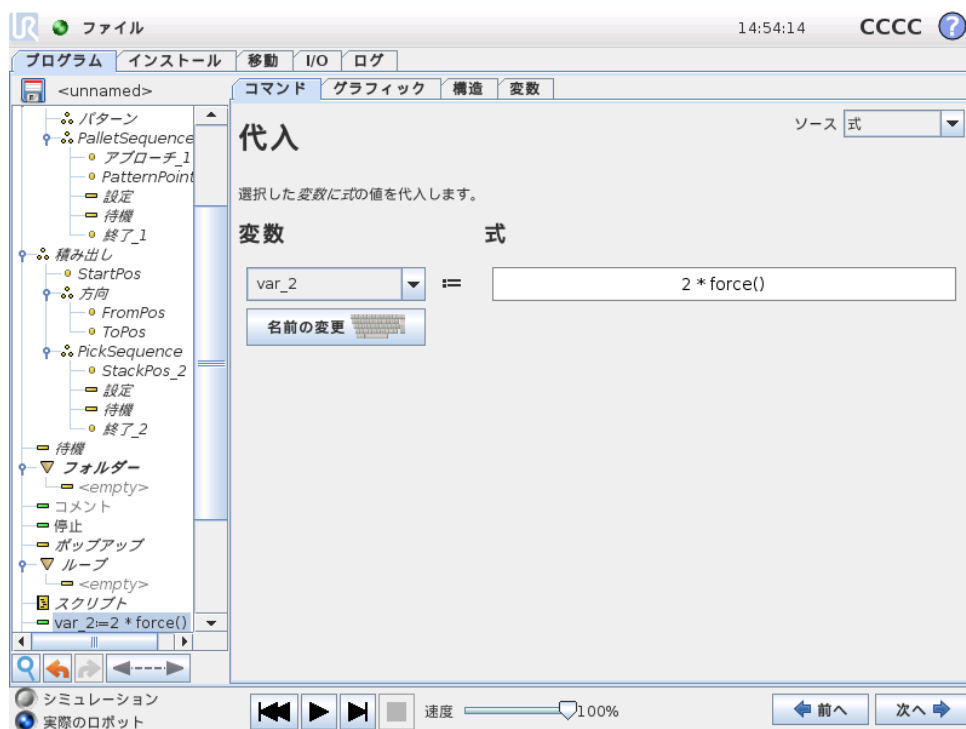 UR ファイル 14:54:14 CCCC ?
プログラム インストール 移動 I/O ログ
<unnamed>
コマンド グラフィック 構造 変数
パターン
PalletSequence
アプローチ_1
PatternPoint
設定
待機
終了_1
積み出し
StartPos
方向
FromPos
ToPos
PickSequence
StackPos_2
設定
待機
終了_2
待機
フォルダー
<empty>
コメント
停止
ポップアップ
ループ
<empty>
スクリプト
var_2:=2 * force()
代入
ソース 式
選択した変数に式の値を代入します。
変数 式
var_2 := 2 * force()
名前の変更
シミュレーション
実際のロボット
速度 100%
前へ 次へ